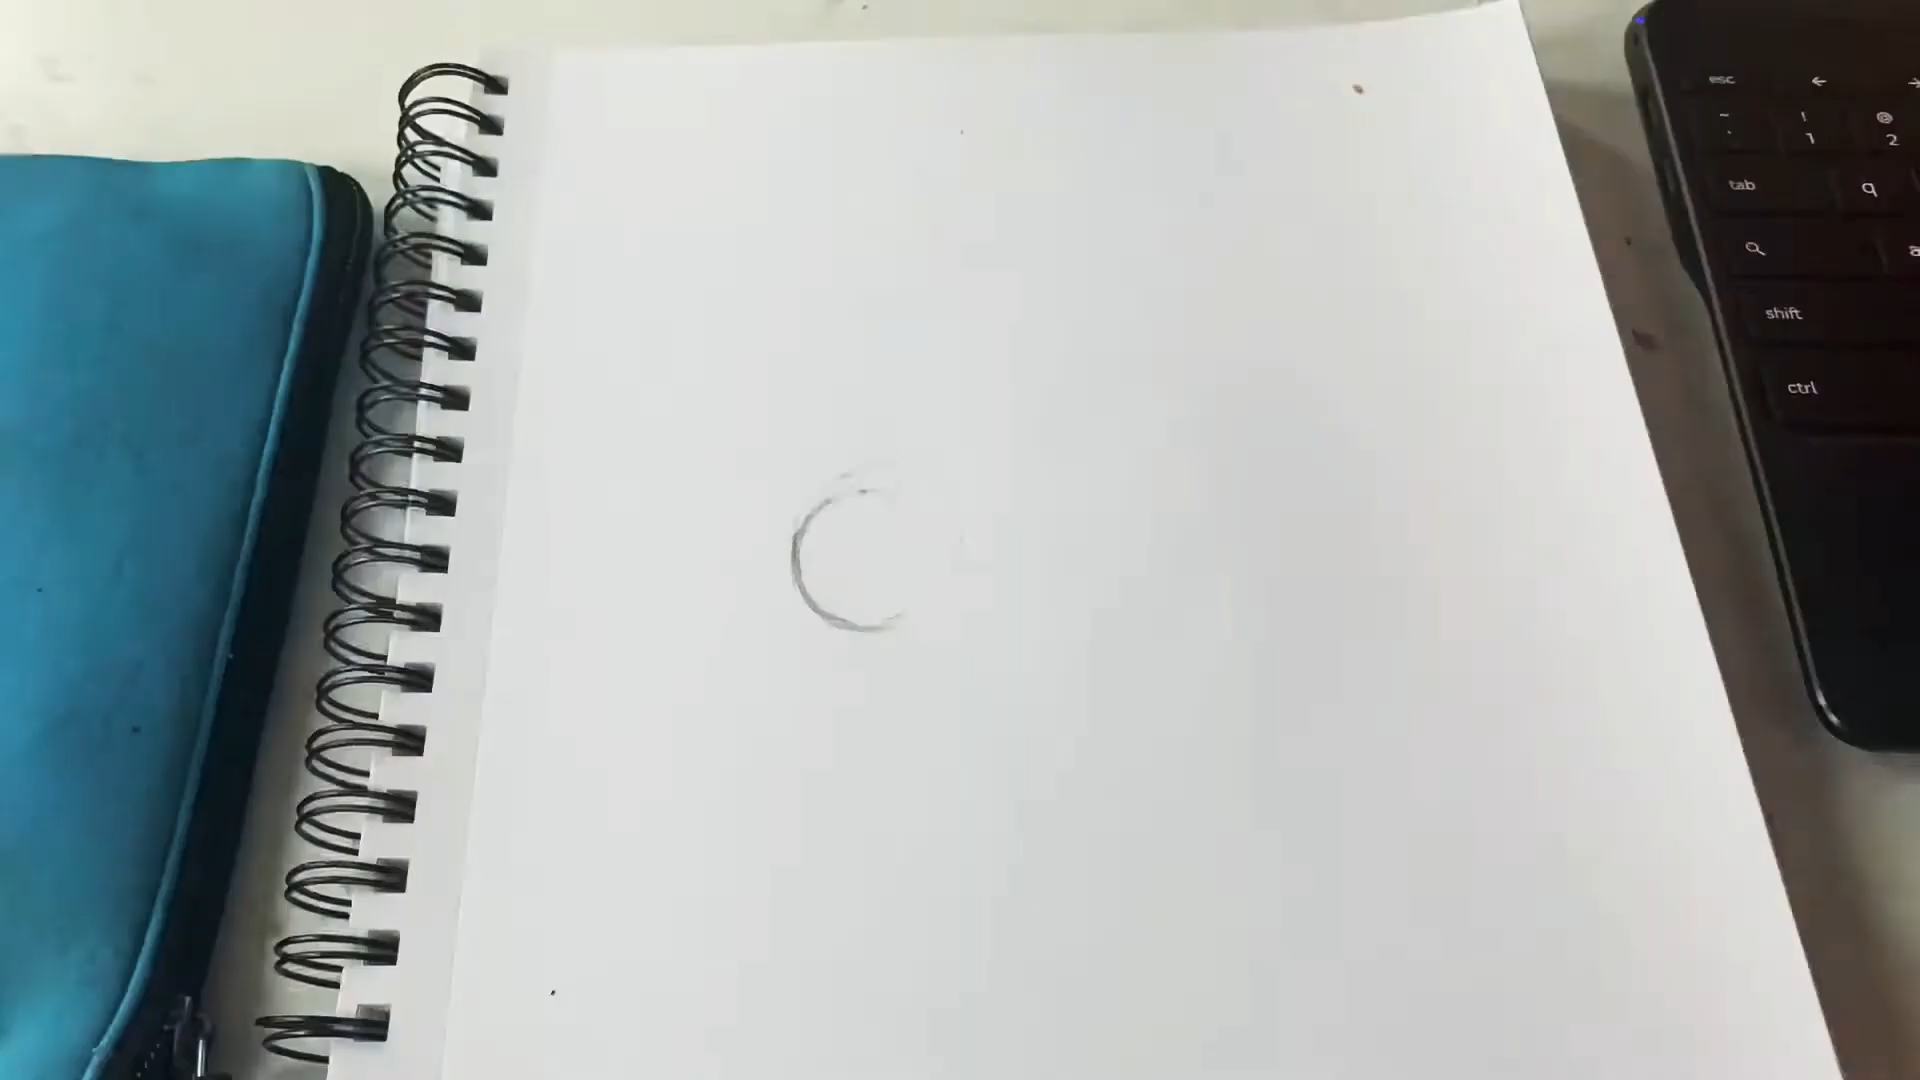 esc ← →
~ ! @
` 1 2
tab q
a
shift
ctrl